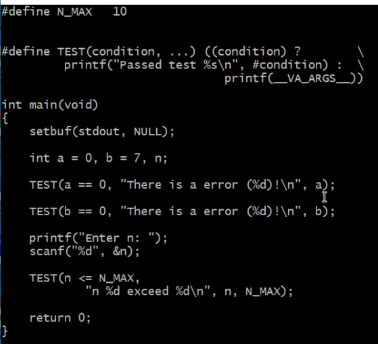 #define N_MAX   10
#define TEST(condition, ...) ((condition) ?        \
         printf("Passed test %s\n", #condition) :  \
                                printf(__VA_ARGS__))
int main(void)
{
    setbuf(stdout, NULL);
    int a = 0, b = 7, n;
    TEST(a == 0, "There is a error (%d)!\n", a);
    TEST(b == 0, "There is a error (%d)!\n", b);
    printf("Enter n: ");
    scanf("%d", &n);
    TEST(n <= N_MAX,
            "n %d exceed %d\n", n, N_MAX);
    return 0;
}